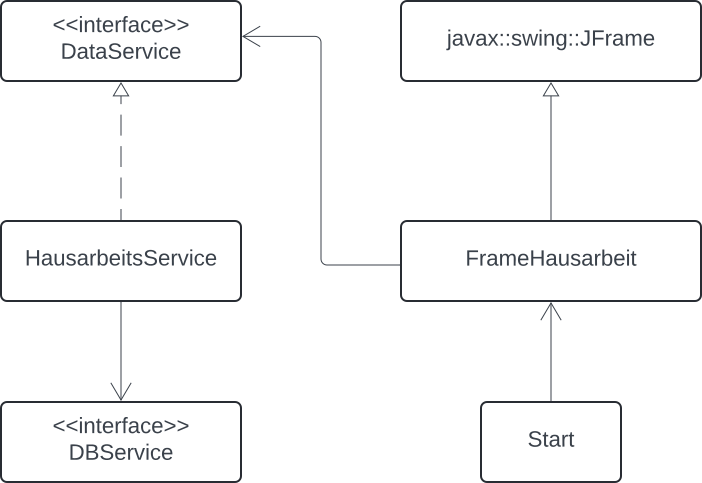 <<interface>>
DataService
javax::swing::JFrame
HausarbeitsService
FrameHausarbeit
<<interface>>
DBService
Start